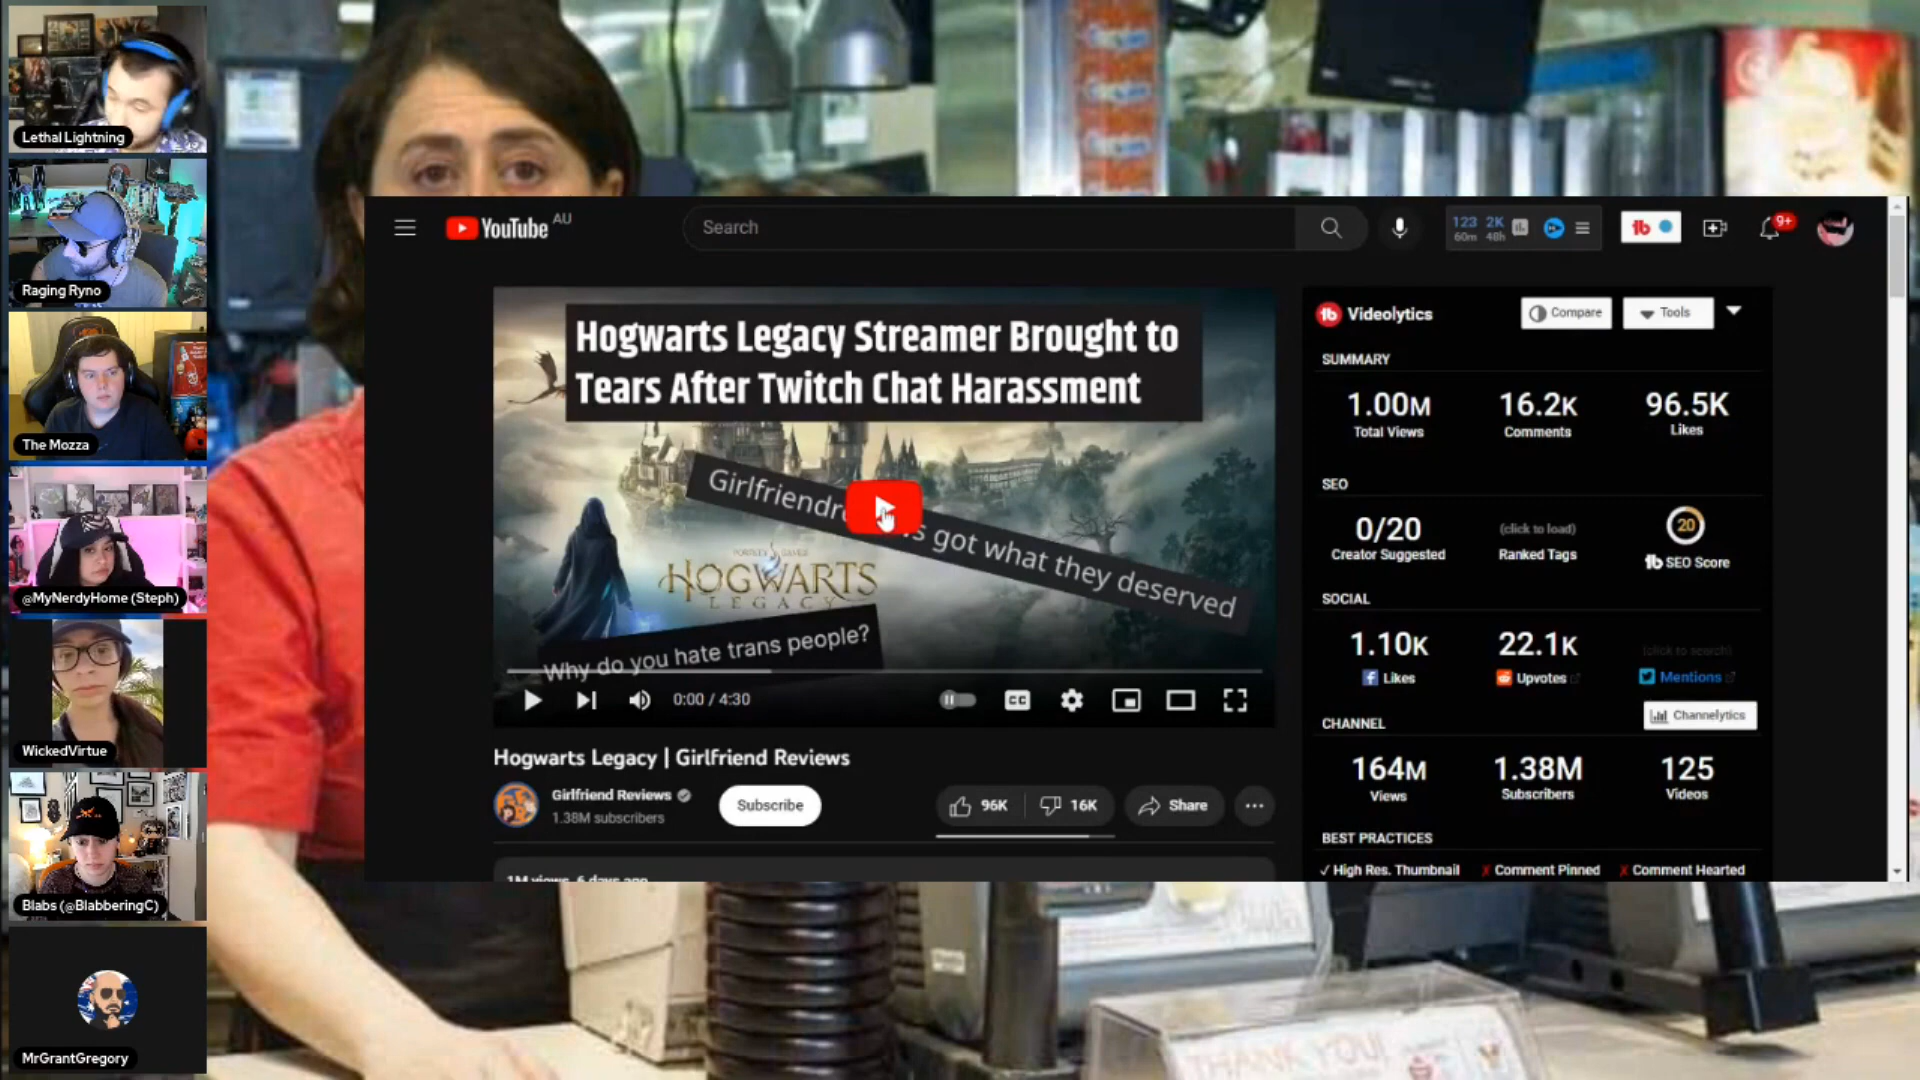 Lethal Lightning
Raging Ryno
The Mozza
@MyNerdyHome (Steph)
WickedVirtue
Blabs (@BlabberingC)
MrGrantGregory
YouTube AU
Search
123 2K
60m 48h
9+
Hogwarts Legacy Streamer Brought to
Tears After Twitch Chat Harassment
got what they deserved
HOGWARTS
LEGACY
Why do you hate trans people?
0:00 / 4:30
CC
Hogwarts Legacy | Girlfriend Reviews
Girlfriend Reviews
1.38M subscribers
Subscribe
96K
16K
Share
1M views 6 days ago
Videolytics
Compare
Tools
SUMMARY
1.00M 16.2K 96.5K
Total Views Comments Likes
SEO
0/20 (click to load) 20
Creator Suggested Ranked Tags SEO Score
SOCIAL
1.10K 22.1K (click to search)
Likes Upvotes Mentions
CHANNEL
Channelytics
164M 1.38M 125
Views Subscribers Videos
BEST PRACTICES
High Res. Thumbnail Comment Pinned Comment Hearted
THANK YOU!